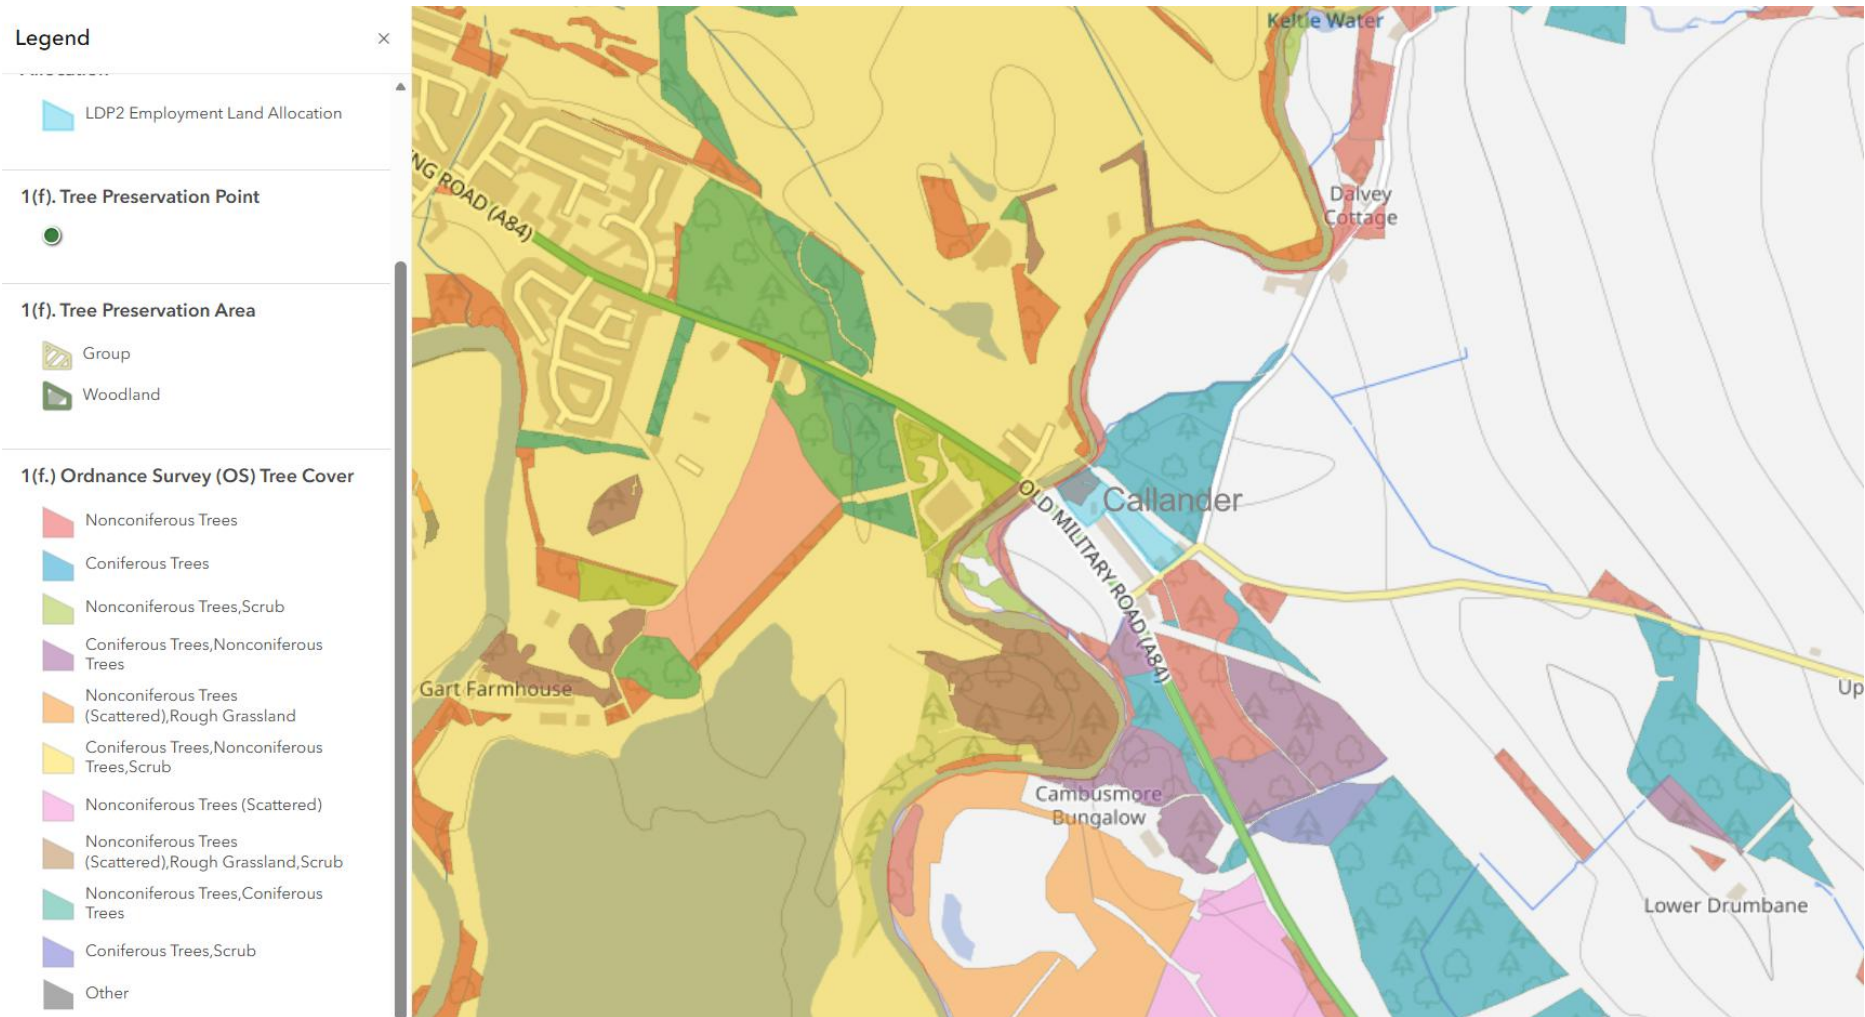 Legend
LDP2 Employment Land Allocation
1(f). Tree Preservation Point
1(f). Tree Preservation Area
Group
Woodland
1(f.) Ordnance Survey (OS) Tree Cover
Nonconiferous Trees
Coniferous Trees
Nonconiferous Trees,Scrub
Coniferous Trees,Nonconiferous
Trees
Nonconiferous Trees
(Scattered),Rough Grassland
Coniferous Trees,Nonconiferous
Trees,Scrub
Nonconiferous Trees (Scattered)
Nonconiferous Trees
(Scattered),Rough Grassland,Scrub
Nonconiferous Trees,Coniferous
Trees
Coniferous Trees,Scrub
Other
Keltie Water
NG ROAD (A84)
Dalvey
Cottage
OLD MILITARY ROAD (A84)
Callander
Gart Farmhouse
Up
Cambusmore
Bungalow
Lower Drumbane